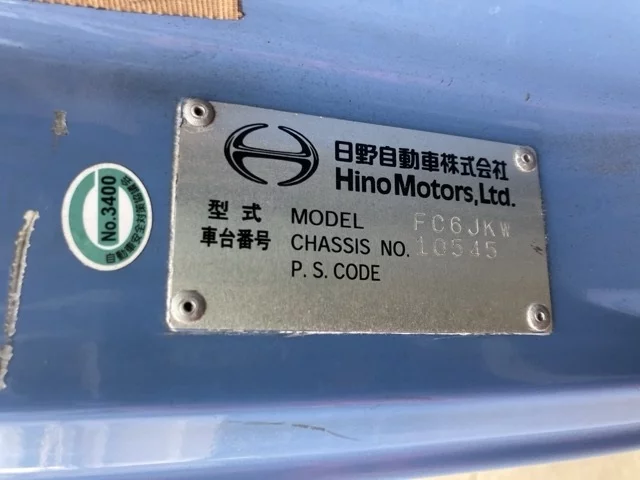 日野自動車株式会社
Hino Motors, Ltd.
型式 MODEL FC6JKW
車台番号 CHASSIS NO. 10545
P.S.CODE
No.3400